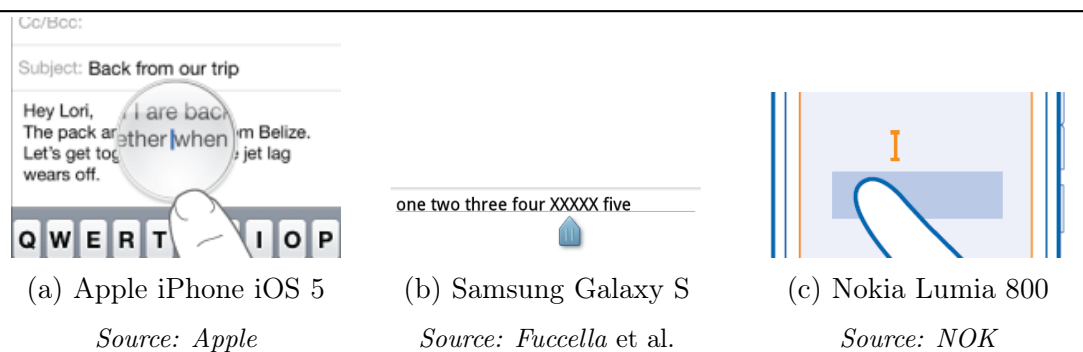 Cc/Bcc:
Subject: Back from our trip
Hey Lori,
The pack ar
m Belize.
Let's get tog
jet lag
wears off.
I are back
ether when
Q W E R T I O P
one two three four XXXXX five
(a) Apple iPhone iOS 5
(b) Samsung Galaxy S
(c) Nokia Lumia 800
Source: Apple
Source: Fuccella et al.
Source: NOK